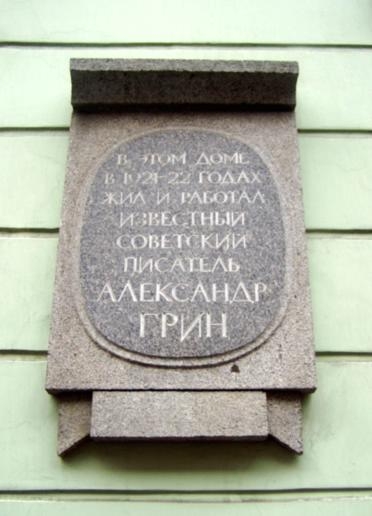 В ЭТОМ ДОМЕ
В 1921-22 ГОДАХ
ЖИЛ И РАБОТАЛ
ИЗВЕСТНЫЙ
СОВЕТСКИЙ
ПИСАТЕЛЬ
АЛЕКСАНДР
ГРИН